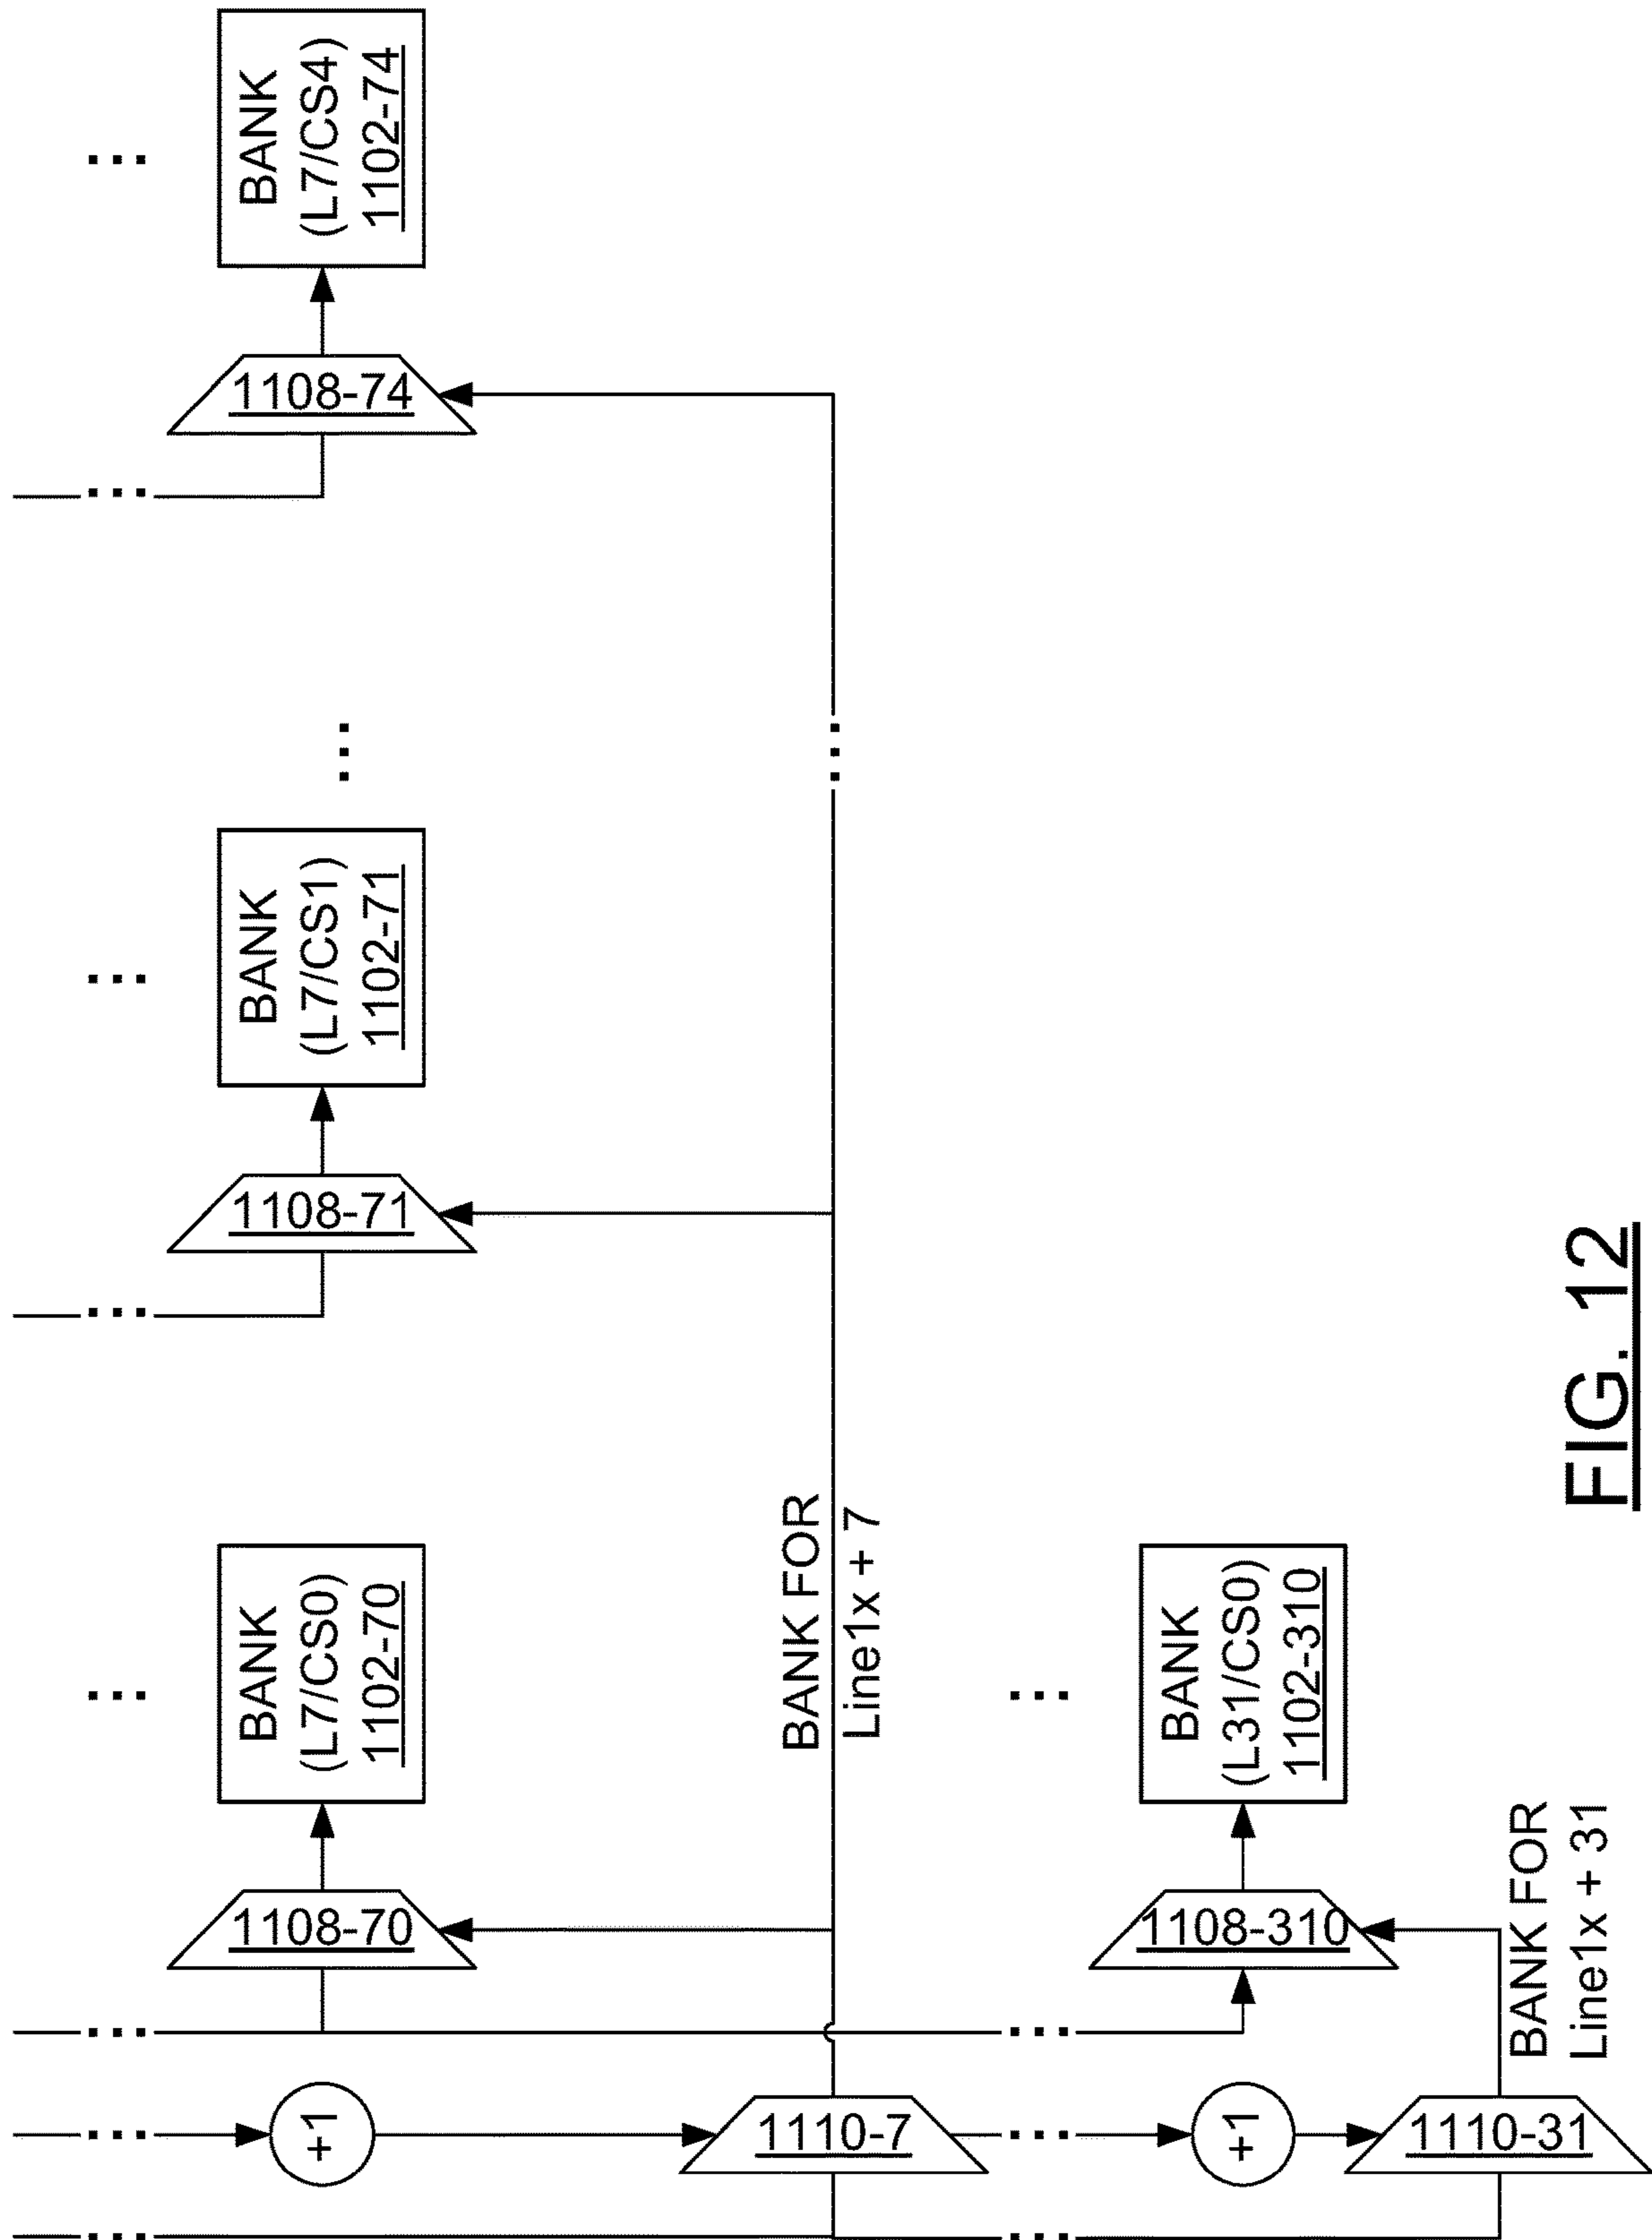 +1
1108-70
BANK
(L7/CS0)
1102-70
1108-71
BANK
(L7/CS1)
1102-71
1108-74
BANK
(L7/CS4)
1102-74
1110-7
BANK FOR
Line1x + 7
+1
1108-310
BANK
(L31/CS0)
1102-310
1110-31
BANK FOR
Line1x + 31
FIG. 12